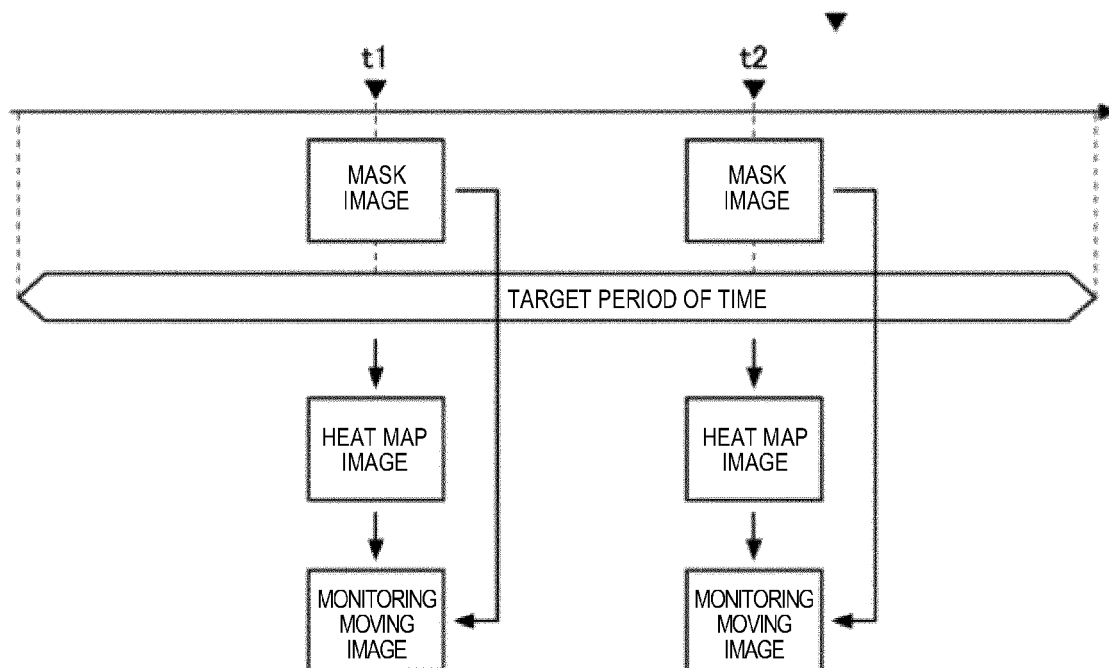 t1
t2
MASK
IMAGE
MASK
IMAGE
TARGET PERIOD OF TIME
HEAT MAP
IMAGE
HEAT MAP
IMAGE
MONITORING
MOVING
IMAGE
MONITORING
MOVING
IMAGE